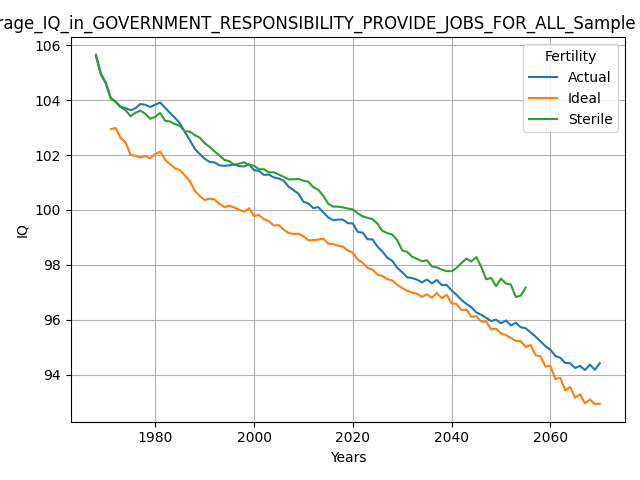 rage_IQ_in_GOVERNMENT_RESPONSIBILITY_PROVIDE_JOBS_FOR_ALL_Sample
106
104
102
100
98
96
94
IQ
Fertility
Actual
Ideal
Sterile
1980
2000
2020
2040
2060
Years